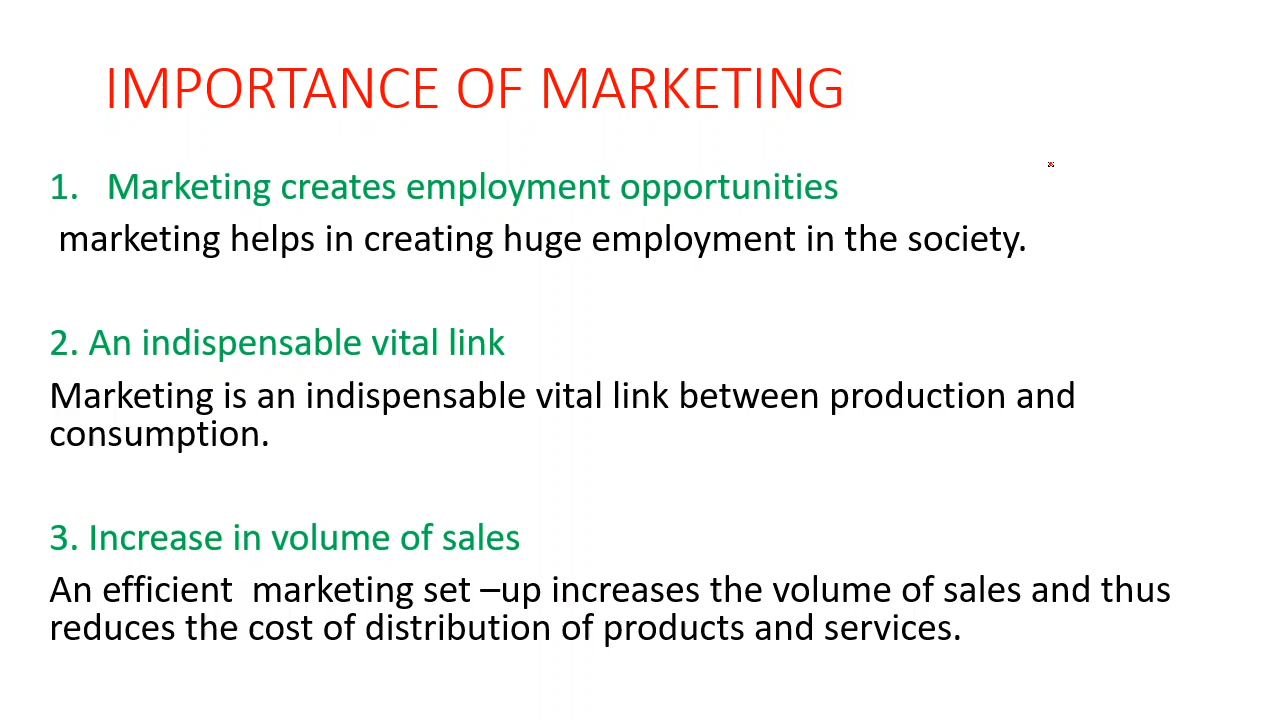 IMPORTANCE OF MARKETING
1. Marketing creates employment opportunities
marketing helps in creating huge employment in the society.
2. An indispensable vital link
Marketing is an indispensable vital link between production and
consumption.
3. Increase in volume of sales
An efficient  marketing set –up increases the volume of sales and thus
reduces the cost of distribution of products and services.